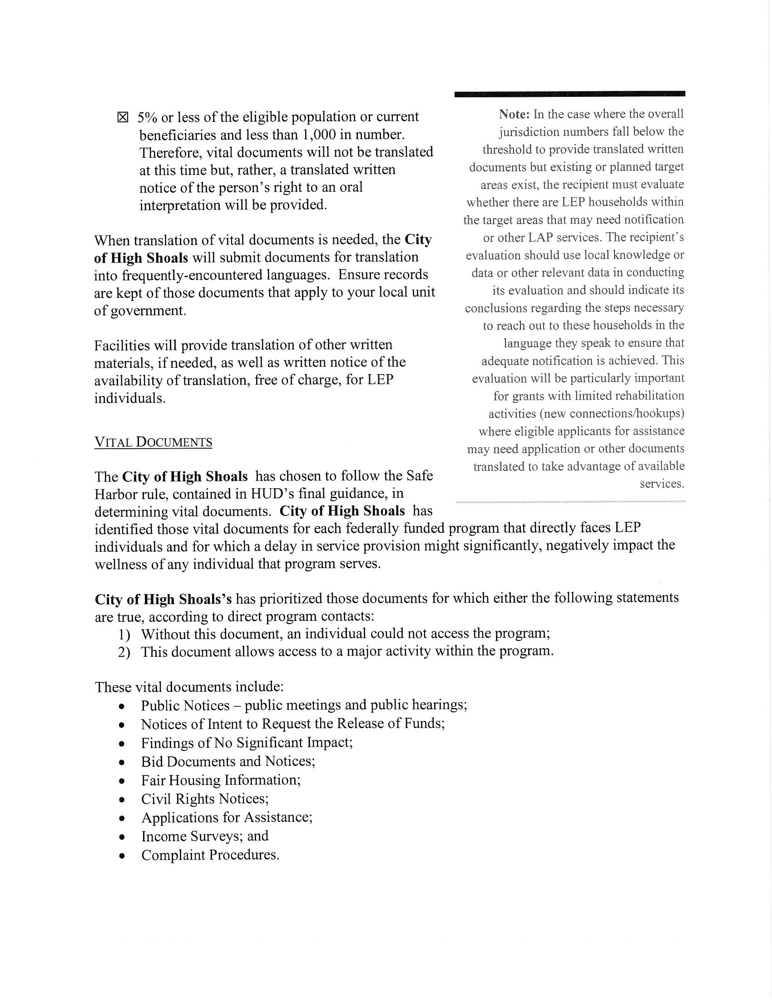 ☒ 5% or less of the eligible population or current
beneficiaries and less than 1,000 in number.
Therefore, vital documents will not be translated
at this time but, rather, a translated written
notice of the person's right to an oral
interpretation will be provided.
When translation of vital documents is needed, the City
of High Shoals will submit documents for translation
into frequently-encountered languages.  Ensure records
are kept of those documents that apply to your local unit
of government.
Facilities will provide translation of other written
materials, if needed, as well as written notice of the
availability of translation, free of charge, for LEP
individuals.
Note: In the case where the overall
jurisdiction numbers fall below the
threshold to provide translated written
documents but existing or planned target
areas exist, the recipient must evaluate
whether there are LEP households within
the target areas that may need notification
or other LAP services. The recipient's
evaluation should use local knowledge or
data or other relevant data in conducting
its evaluation and should indicate its
conclusions regarding the steps necessary
to reach out to these households in the
language they speak to ensure that
adequate notification is achieved. This
evaluation will be particularly important
for grants with limited rehabilitation
activities (new connections/hookups)
where eligible applicants for assistance
may need application or other documents
translated to take advantage of available
services.
VITAL DOCUMENTS
The City of High Shoals  has chosen to follow the Safe
Harbor rule, contained in HUD's final guidance, in
determining vital documents.  City of High Shoals  has
identified those vital documents for each federally funded program that directly faces LEP
individuals and for which a delay in service provision might significantly, negatively impact the
wellness of any individual that program serves.
City of High Shoals's has prioritized those documents for which either the following statements
are true, according to direct program contacts:
1) Without this document, an individual could not access the program;
2) This document allows access to a major activity within the program.
These vital documents include:
• Public Notices – public meetings and public hearings;
• Notices of Intent to Request the Release of Funds;
• Findings of No Significant Impact;
• Bid Documents and Notices;
• Fair Housing Information;
• Civil Rights Notices;
• Applications for Assistance;
• Income Surveys; and
• Complaint Procedures.